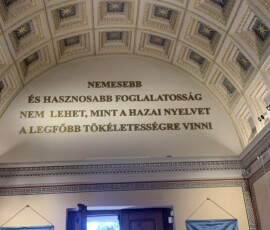 NEMESEBB
ÉS HASZNOSABB FOGLALATOSSÁG
NEM LEHET, MINT A HAZAI NYELVET
A LEGFŐBB TÖKÉLETESSÉGRE VINNI